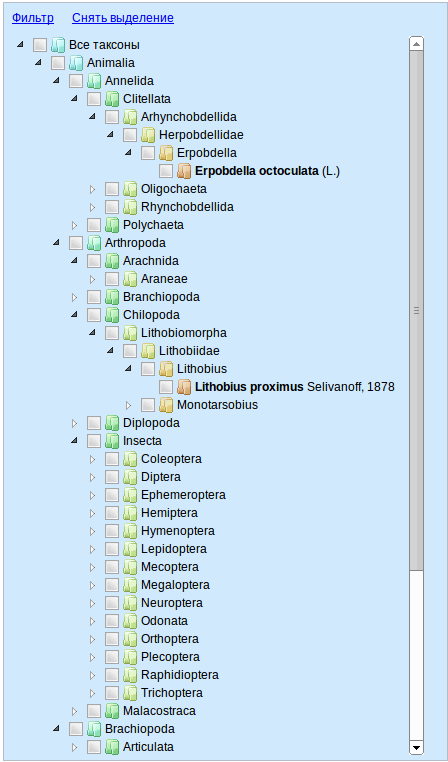 Фильтр Снять выделение
Все таксоны
Animalia
Annelida
Clitellata
Arhynchobdellida
Herpobdellidae
Erpobdella
Erpobdella octoculata (L.)
Oligochaeta
Rhynchobdellida
Polychaeta
Arthropoda
Arachnida
Araneae
Branchiopoda
Chilopoda
Lithobiomorpha
Lithobiidae
Lithobius
Lithobius proximus Selivanoff, 1878
Monotarsobius
Diplopoda
Insecta
Coleoptera
Diptera
Ephemeroptera
Hemiptera
Hymenoptera
Lepidoptera
Mecoptera
Megaloptera
Neuroptera
Odonata
Orthoptera
Plecoptera
Raphidioptera
Trichoptera
Malacostraca
Brachiopoda
Articulata